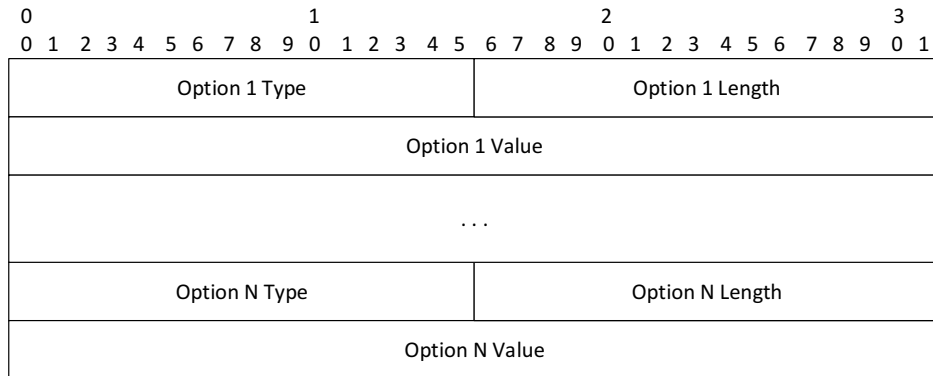 0 1 2 3
0 1 2 3 4 5 6 7 8 9 0 1 2 3 4 5 6 7 8 9 0 1 2 3 4 5 6 7 8 9 0 1
Option 1 Type Option 1 Length
Option 1 Value
. . .
Option N Type Option N Length
Option N Value